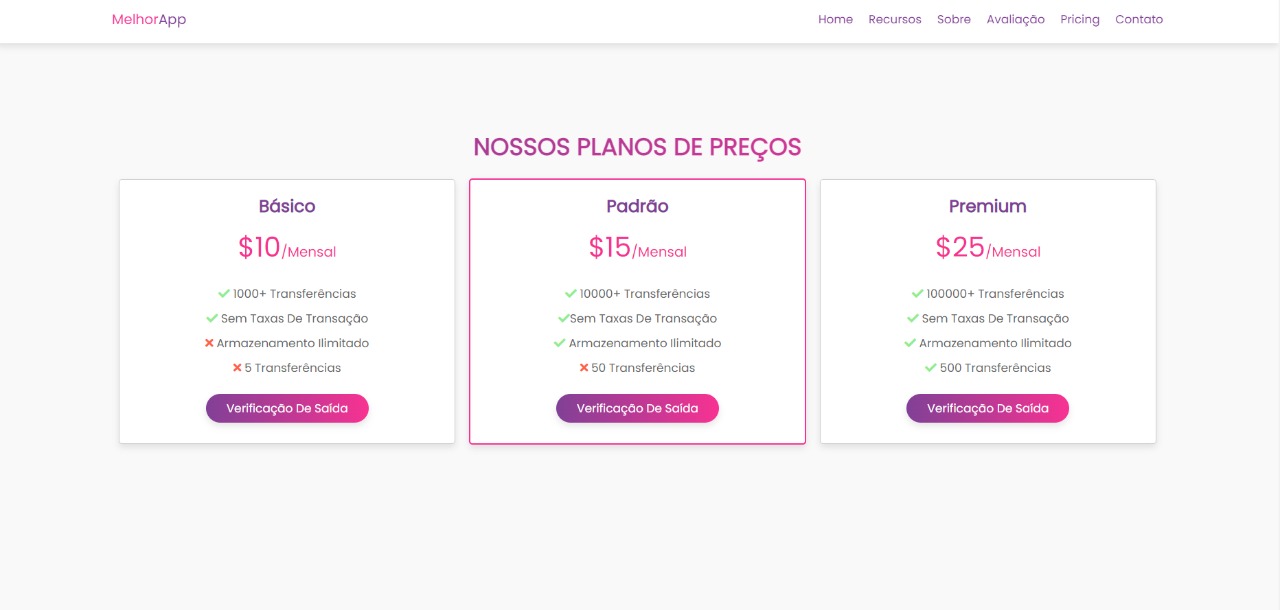 MelhorApp
Home Recursos Sobre Avaliação Pricing Contato
NOSSOS PLANOS DE PREÇOS
Básico
$10/Mensal
1000+ Transferências
Sem Taxas De Transação
Armazenamento Ilimitado
5 Transferências
Verificação De Saída
Padrão
$15/Mensal
10000+ Transferências
Sem Taxas De Transação
Armazenamento Ilimitado
50 Transferências
Verificação De Saída
Premium
$25/Mensal
100000+ Transferências
Sem Taxas De Transação
Armazenamento Ilimitado
500 Transferências
Verificação De Saída